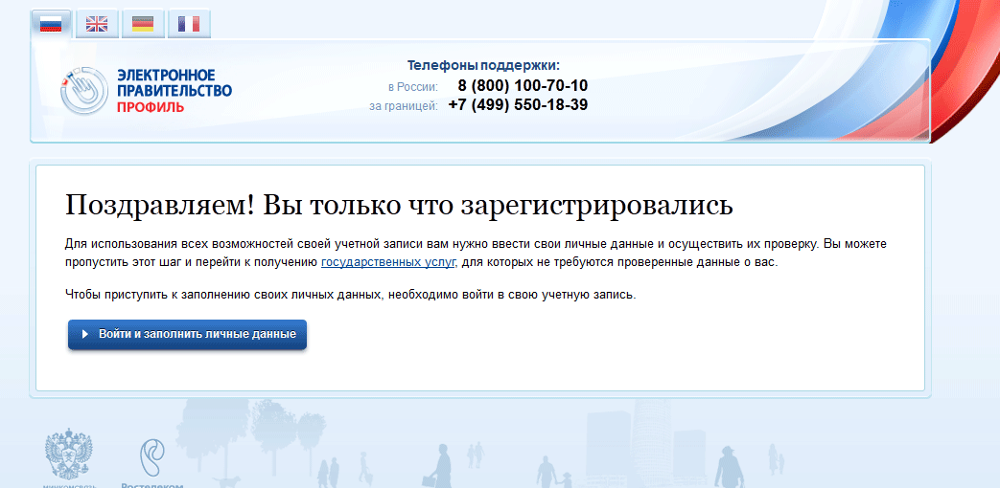 ЭЛЕКТРОННОЕ
ПРАВИТЕЛЬСТВО
ПРОФИЛЬ
Телефоны поддержки:
в России: 8 (800) 100-70-10
за границей: +7 (499) 550-18-39
Поздравляем! Вы только что зарегистрировались
Для использования всех возможностей своей учетной записи вам нужно ввести свои личные данные и осуществить их проверку. Вы можете
пропустить этот шаг и перейти к получению государственных услуг, для которых не требуются проверенные данные о вас.
Чтобы приступить к заполнению своих личных данных, необходимо войти в свою учетную запись.
Войти и заполнить личные данные
минкомсвязь Ростелеком